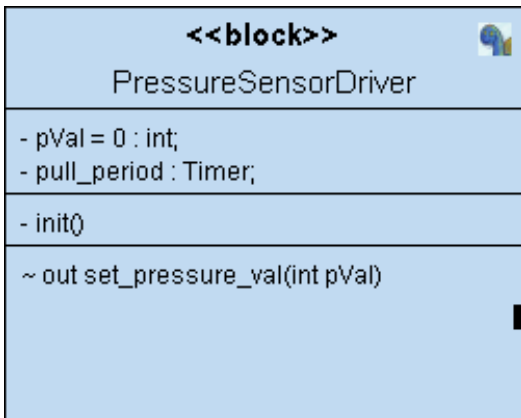 <<block>>
PressureSensorDriver
- pVal = 0 : int;
- pull_period : Timer;
- init()
~ out set_pressure_val(int pVal)